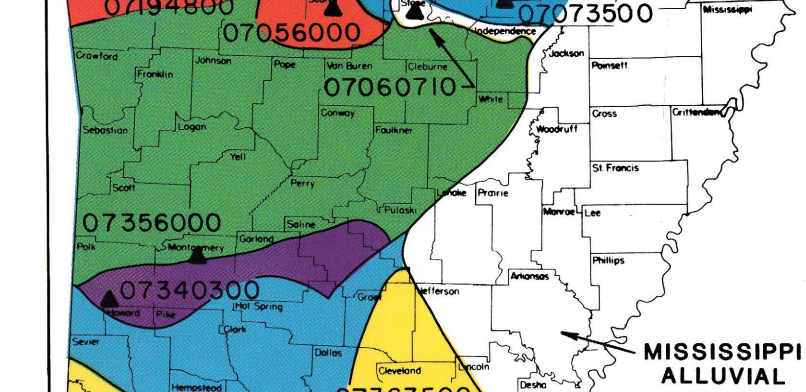 07194800
Stone
07073500
Mississippi
07056000
Independence
Jackson
Crawford
Johnson
Pope
Van Buren
Cleburne
Poinsett
Franklin
07060710
White
Conway
Cross
Crittenden
Sebastian
Logan
Faulkner
Woodruff
Yell
St. Francis
Scott
Perry
Lonoke
Prairie
Pulaski
Monroe
Lee
07356000
Saline
Garland
Polk
Montgomery
Phillips
Arkansas
07340300
Grant
Jefferson
Hot Spring
Howard
Pike
Clark
Sevier
Dallas
MISSISSIPPI
ALLUVIAL
Cleveland
Lincoln
Hempstead
Desha